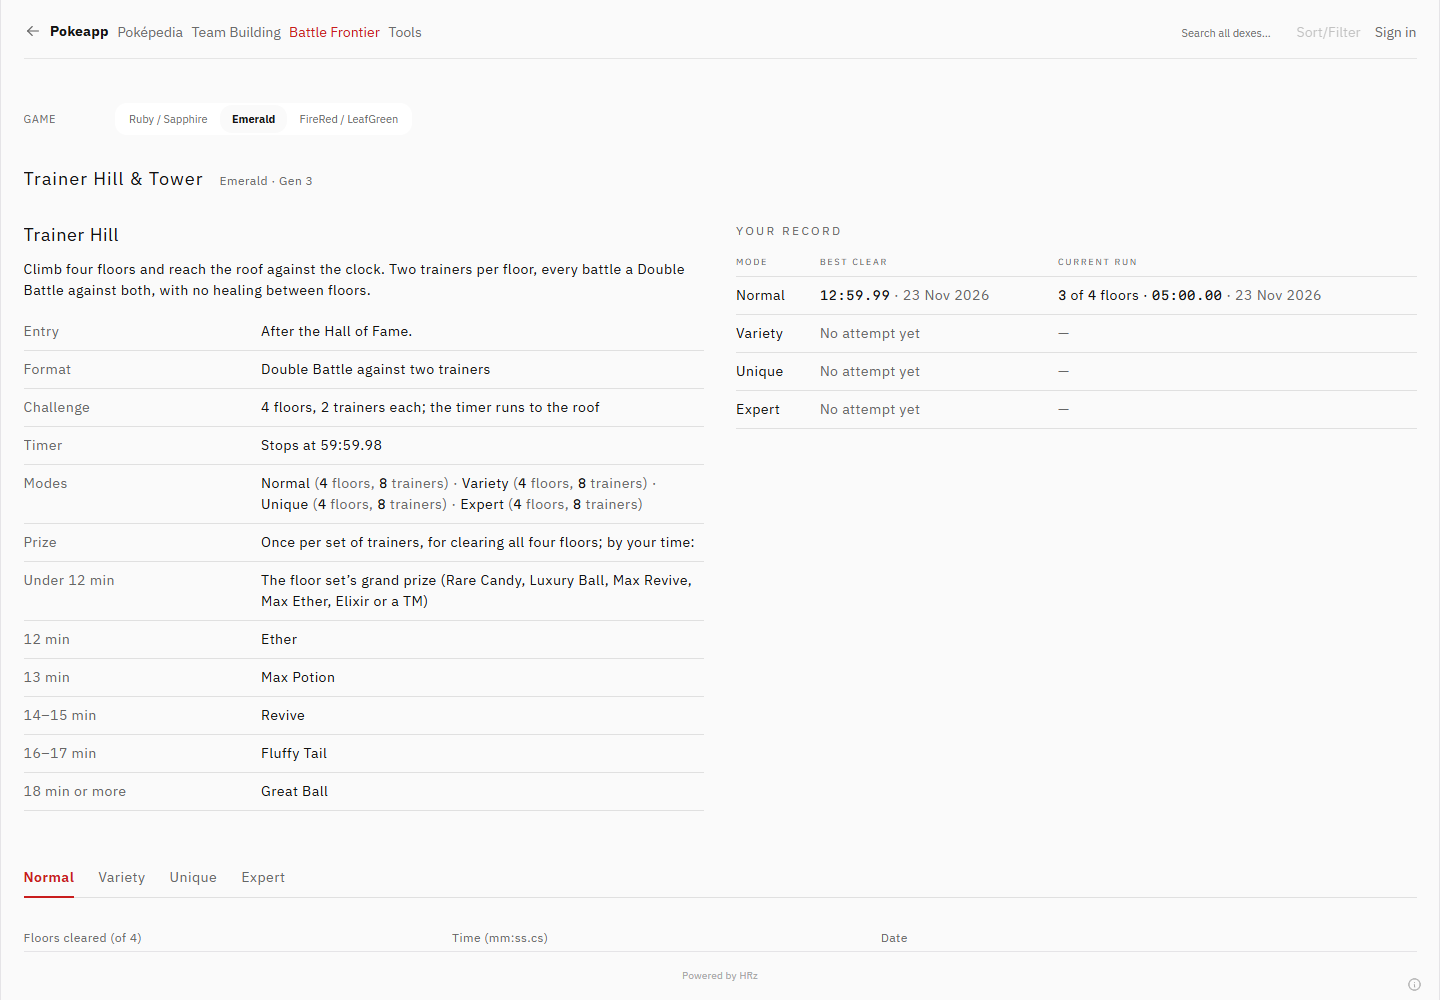 ← Pokeapp Poképedia Team Building Battle Frontier Tools Search all dexes... Sort/Filter Sign in
GAME Ruby / Sapphire Emerald FireRed / LeafGreen
Trainer Hill & Tower Emerald · Gen 3
Trainer Hill
Climb four floors and reach the roof against the clock. Two trainers per floor, every battle a Double
Battle against both, with no healing between floors.
Entry After the Hall of Fame.
Format Double Battle against two trainers
Challenge 4 floors, 2 trainers each; the timer runs to the roof
Timer Stops at 59:59.98
Modes Normal (4 floors, 8 trainers) · Variety (4 floors, 8 trainers) ·
Unique (4 floors, 8 trainers) · Expert (4 floors, 8 trainers)
Prize Once per set of trainers, for clearing all four floors; by your time:
Under 12 min The floor set’s grand prize (Rare Candy, Luxury Ball, Max Revive,
Max Ether, Elixir or a TM)
12 min Ether
13 min Max Potion
14–15 min Revive
16–17 min Fluffy Tail
18 min or more Great Ball
YOUR RECORD
MODE BEST CLEAR CURRENT RUN
Normal 12:59.99 · 23 Nov 2026 3 of 4 floors · 05:00.00 · 23 Nov 2026
Variety No attempt yet —
Unique No attempt yet —
Expert No attempt yet —
Normal Variety Unique Expert
Floors cleared (of 4) Time (mm:ss.cs) Date
Powered by HRz